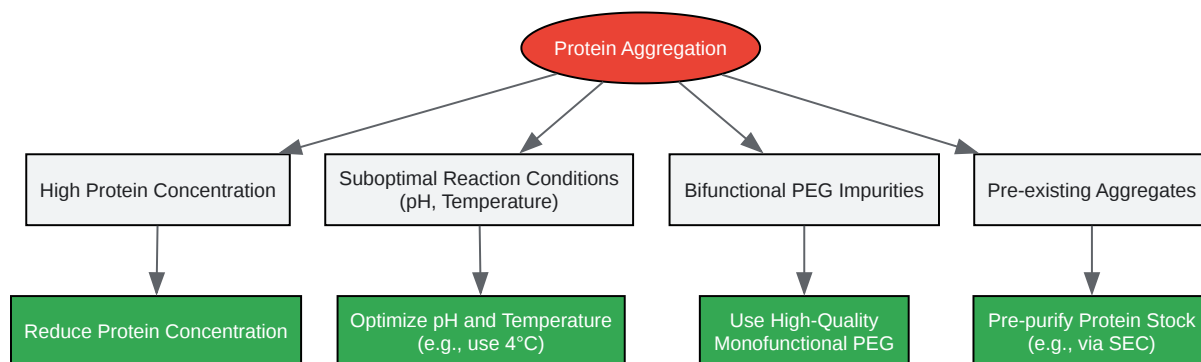 Protein Aggregation
High Protein Concentration
Suboptimal Reaction Conditions
(pH, Temperature)
Bifunctional PEG Impurities
Pre-existing Aggregates
Reduce Protein Concentration
Optimize pH and Temperature
(e.g., use 4°C)
Use High-Quality
Monofunctional PEG
Pre-purify Protein Stock
(e.g., via SEC)